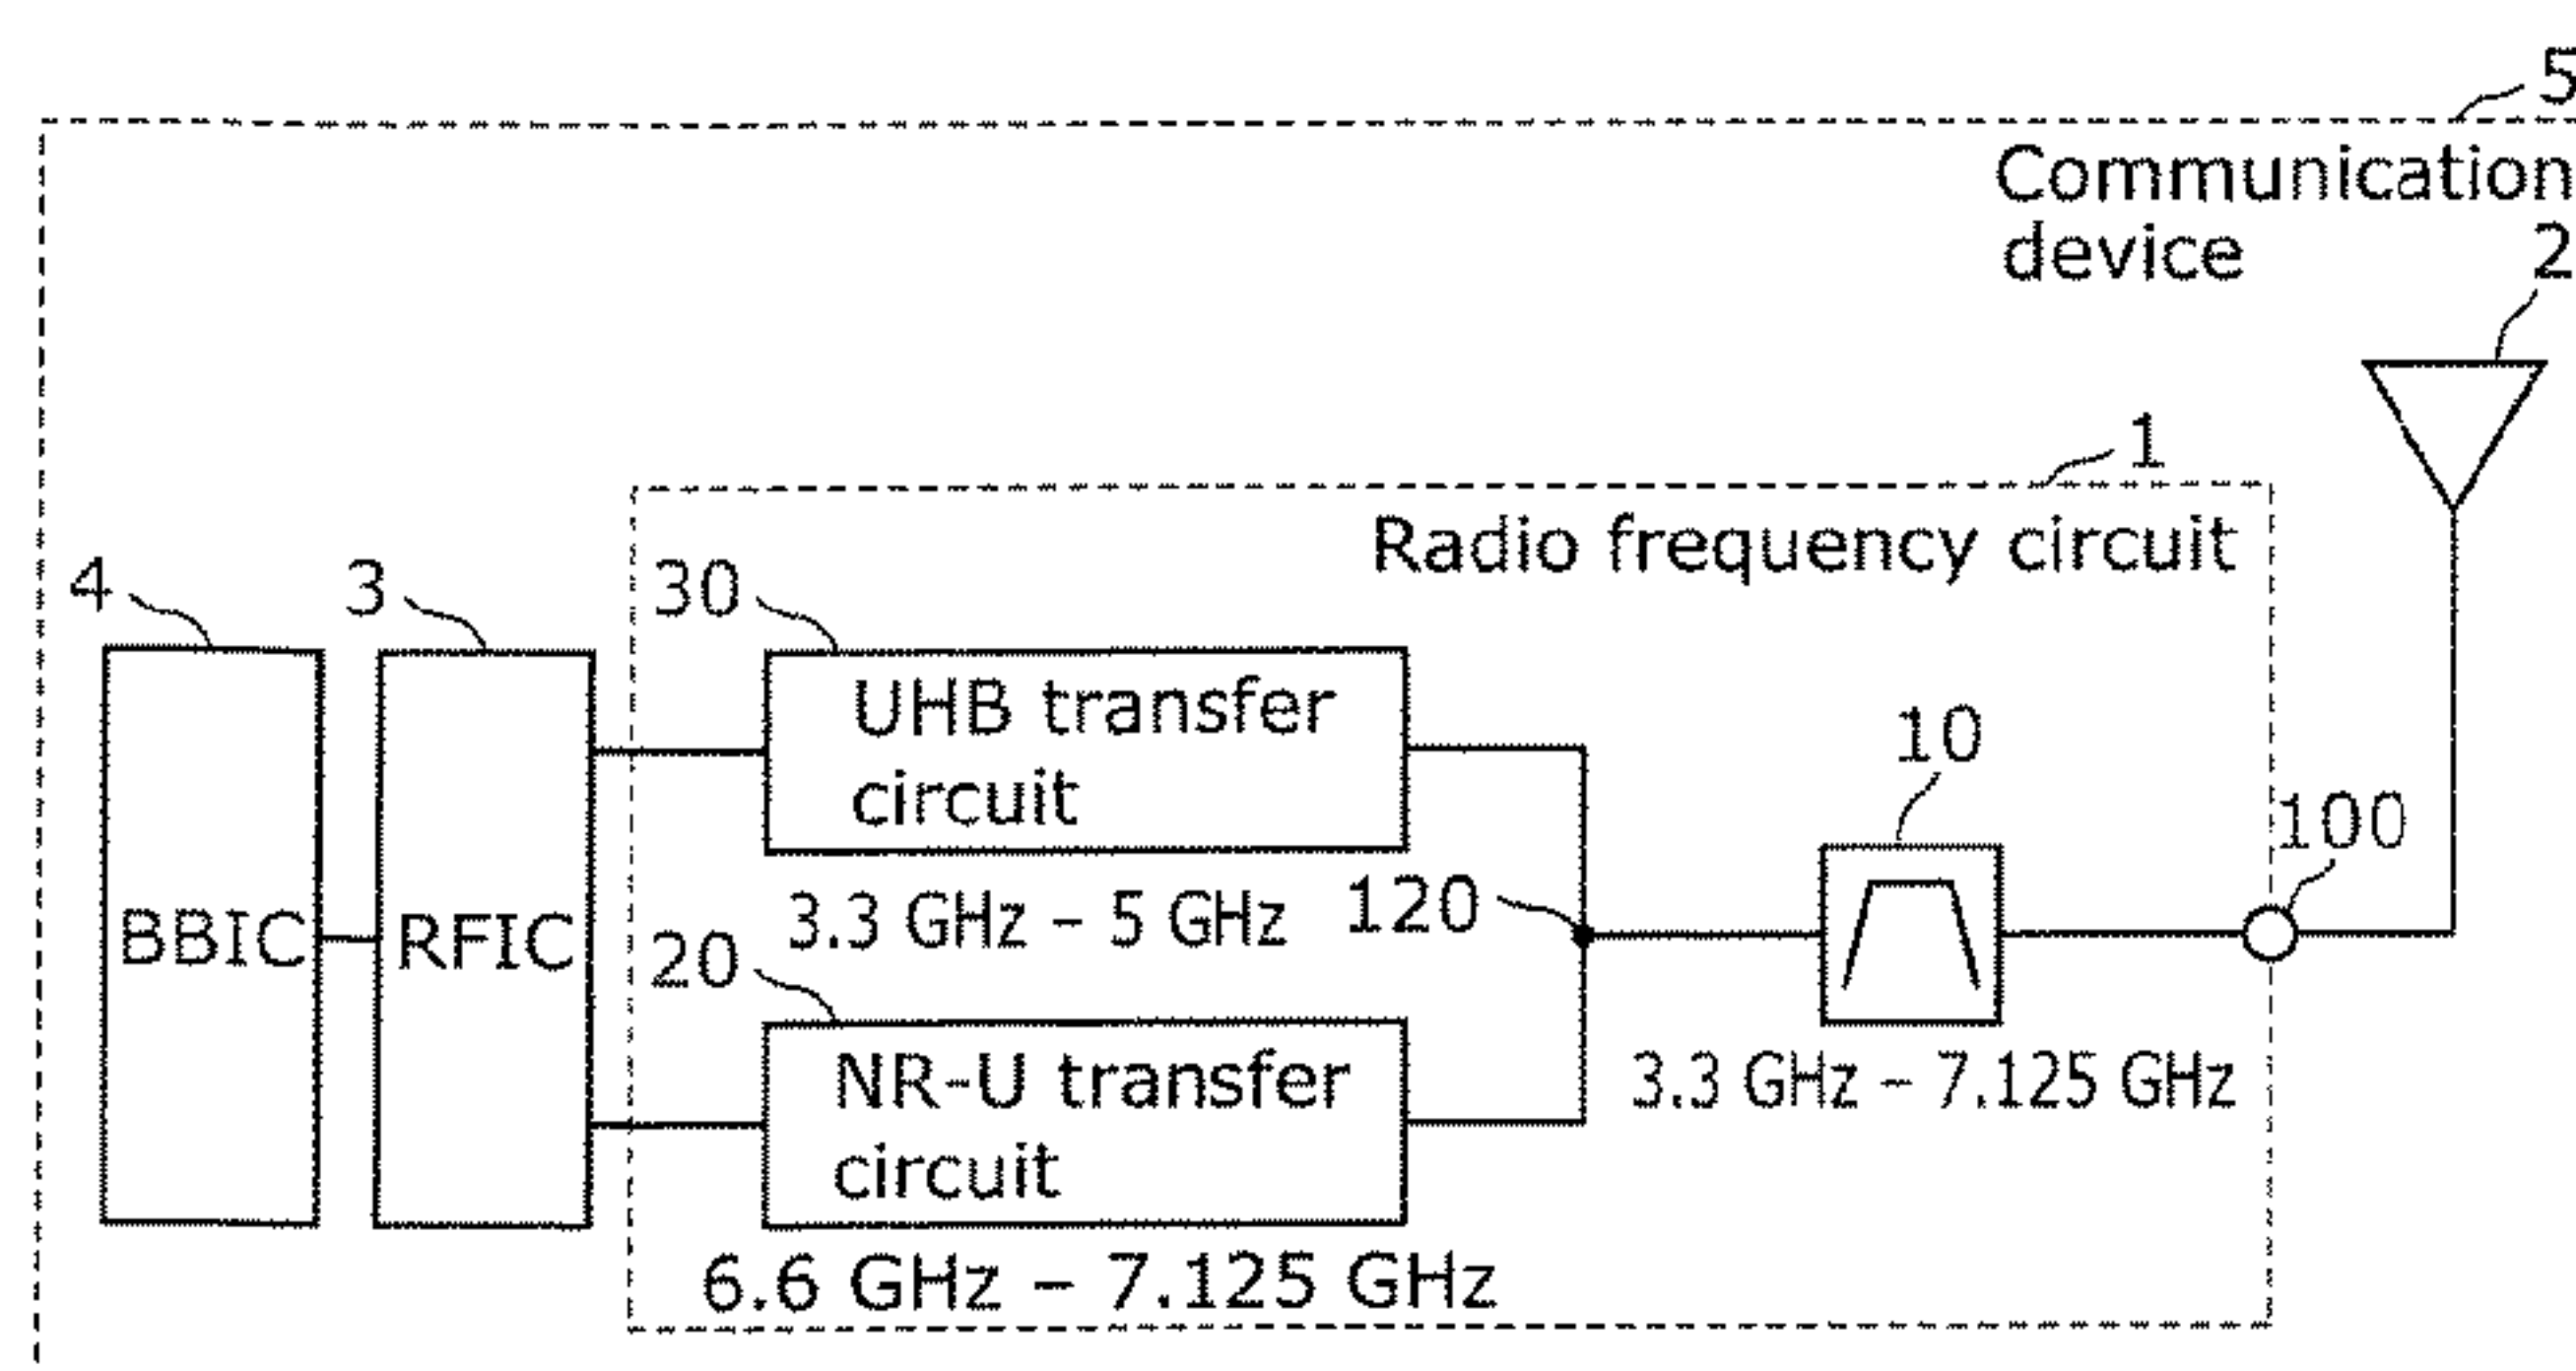 5
Communication
device
2
1
Radio frequency circuit
4
3
30
UHB transfer
circuit
10
100
BBIC
RFIC
3.3 GHz – 5 GHz
120
20
NR-U transfer
circuit
3.3 GHz – 7.125 GHz
6.6 GHz – 7.125 GHz